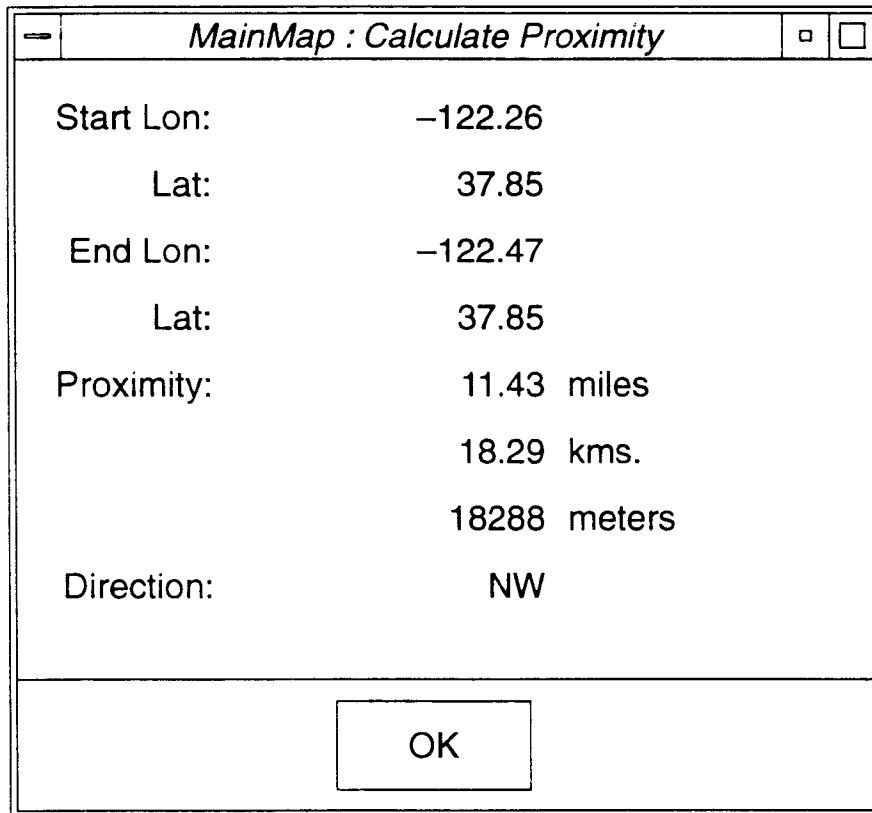 MainMap : Calculate Proximity
Start Lon: –122.26
Lat: 37.85
End Lon: –122.47
Lat: 37.85
Proximity: 11.43 miles
18.29 kms.
18288 meters
Direction: NW
OK